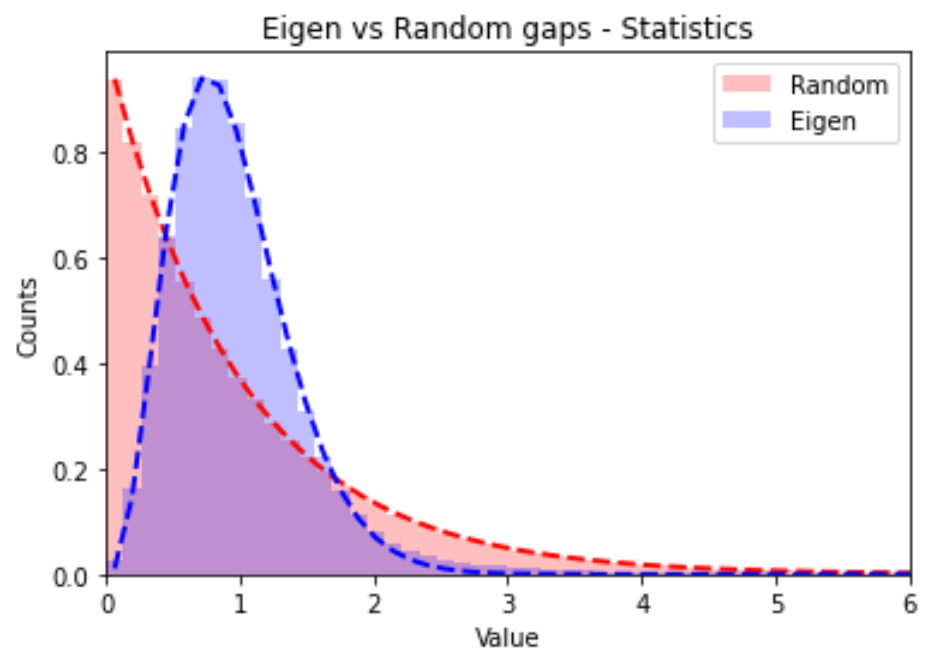 Eigen vs Random gaps - Statistics
Random
Eigen
Counts
0.8
0.6
0.4
0.2
0.0
0 1 2 3 4 5 6
Value